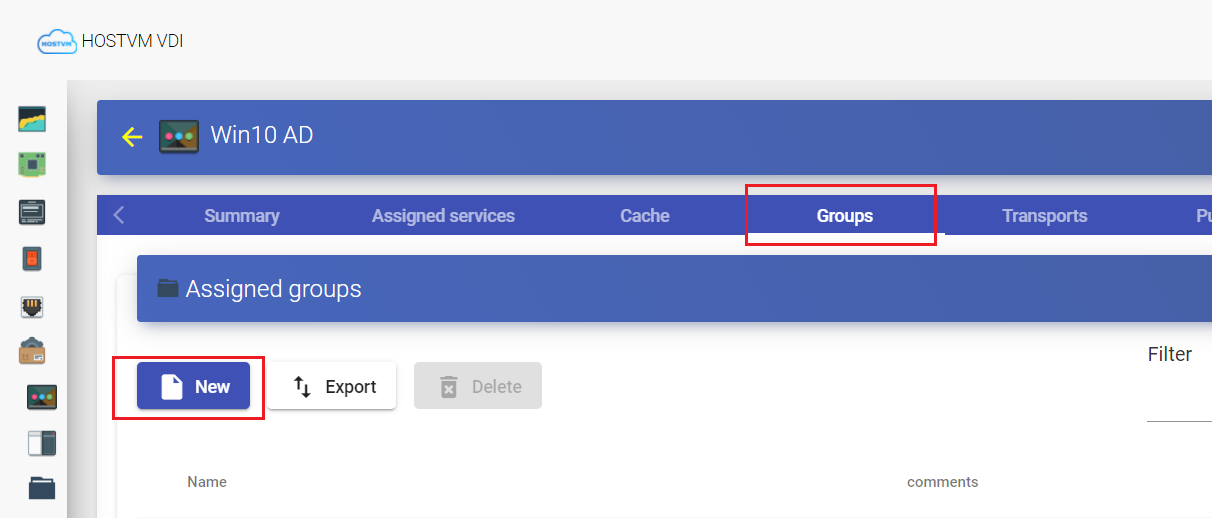 HOSTVM HOSTVM VDI
Win10 AD
Summary Assigned services Cache Groups Transports Pu
Assigned groups
Filter
New Export Delete
Name comments